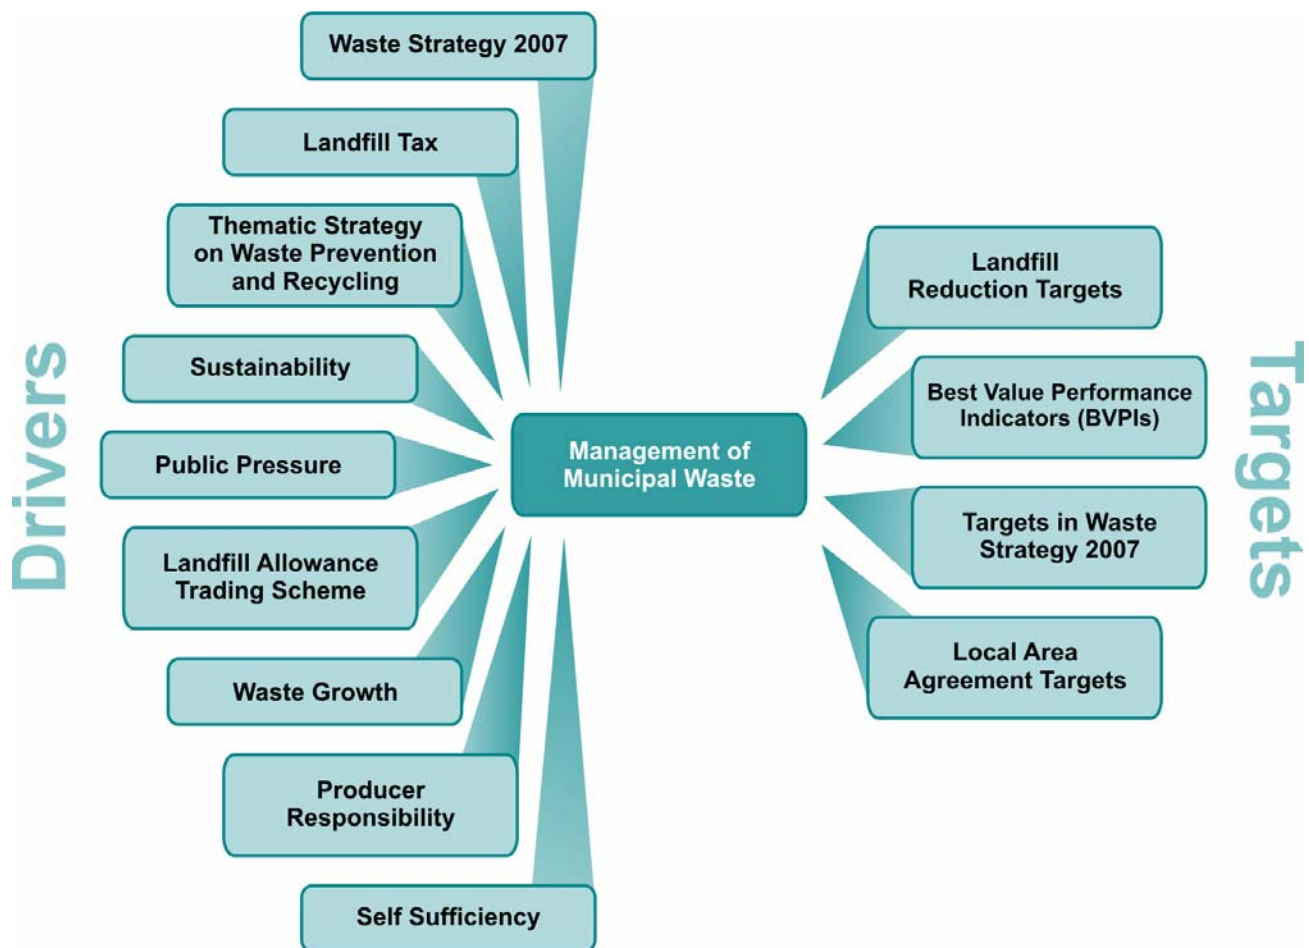 Drivers
Waste Strategy 2007
Landfill Tax
Thematic Strategy
on Waste Prevention
and Recycling
Sustainability
Public Pressure
Landfill Allowance
Trading Scheme
Waste Growth
Producer
Responsibility
Self Sufficiency
Management of
Municipal Waste
Landfill
Reduction Targets
Best Value Performance
Indicators (BVPIs)
Targets in Waste
Strategy 2007
Local Area
Agreement Targets
Targets